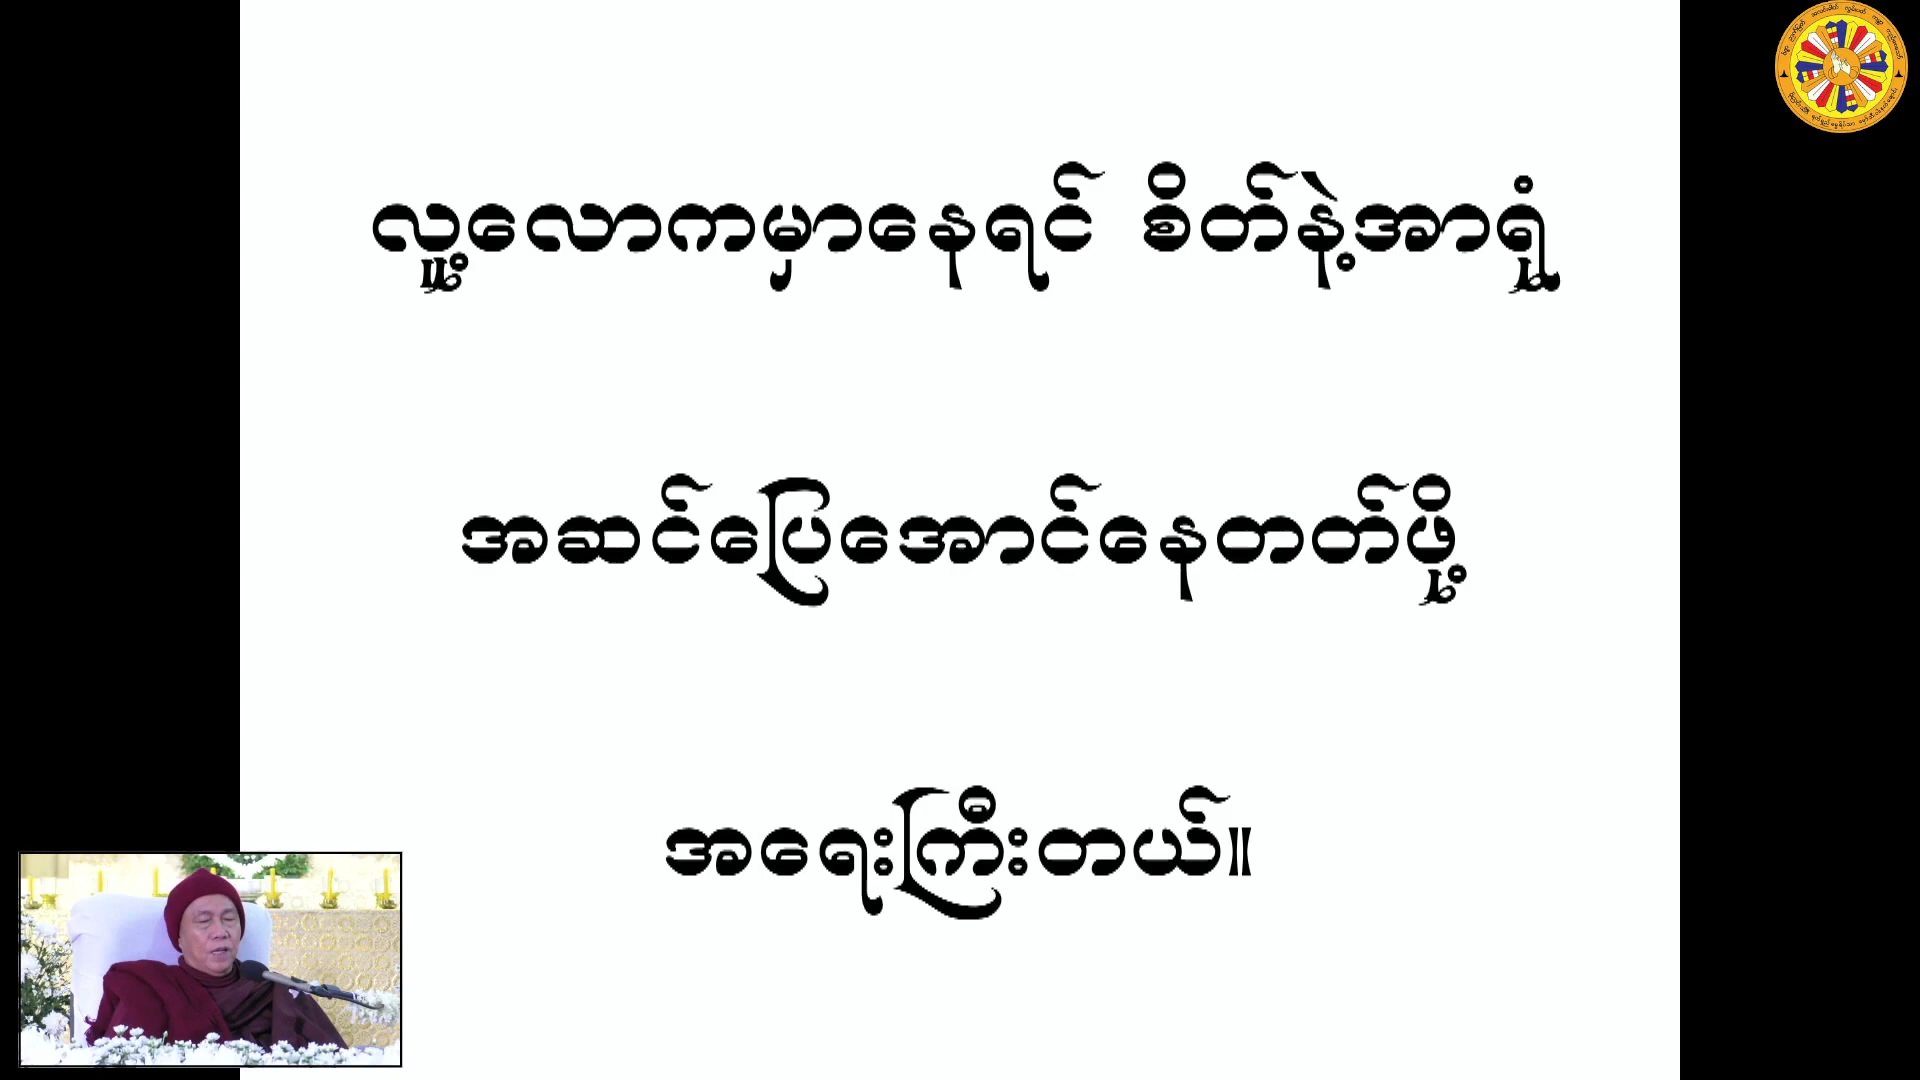 လူ့လောကမှာနေရင် စိတ်နဲ့အာရုံ
အဆင်ပြေအောင်နေတတ်ဖို့
အရေးကြီးတယ်။